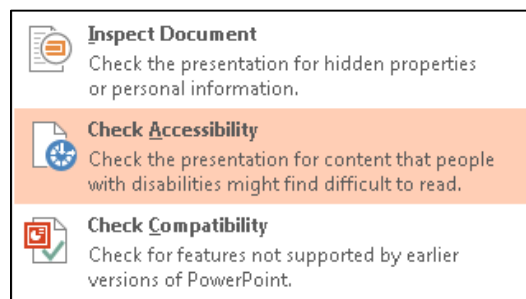 Inspect Document
Check the presentation for hidden properties
or personal information.
Check Accessibility
Check the presentation for content that people
with disabilities might find difficult to read.
Check Compatibility
Check for features not supported by earlier
versions of PowerPoint.